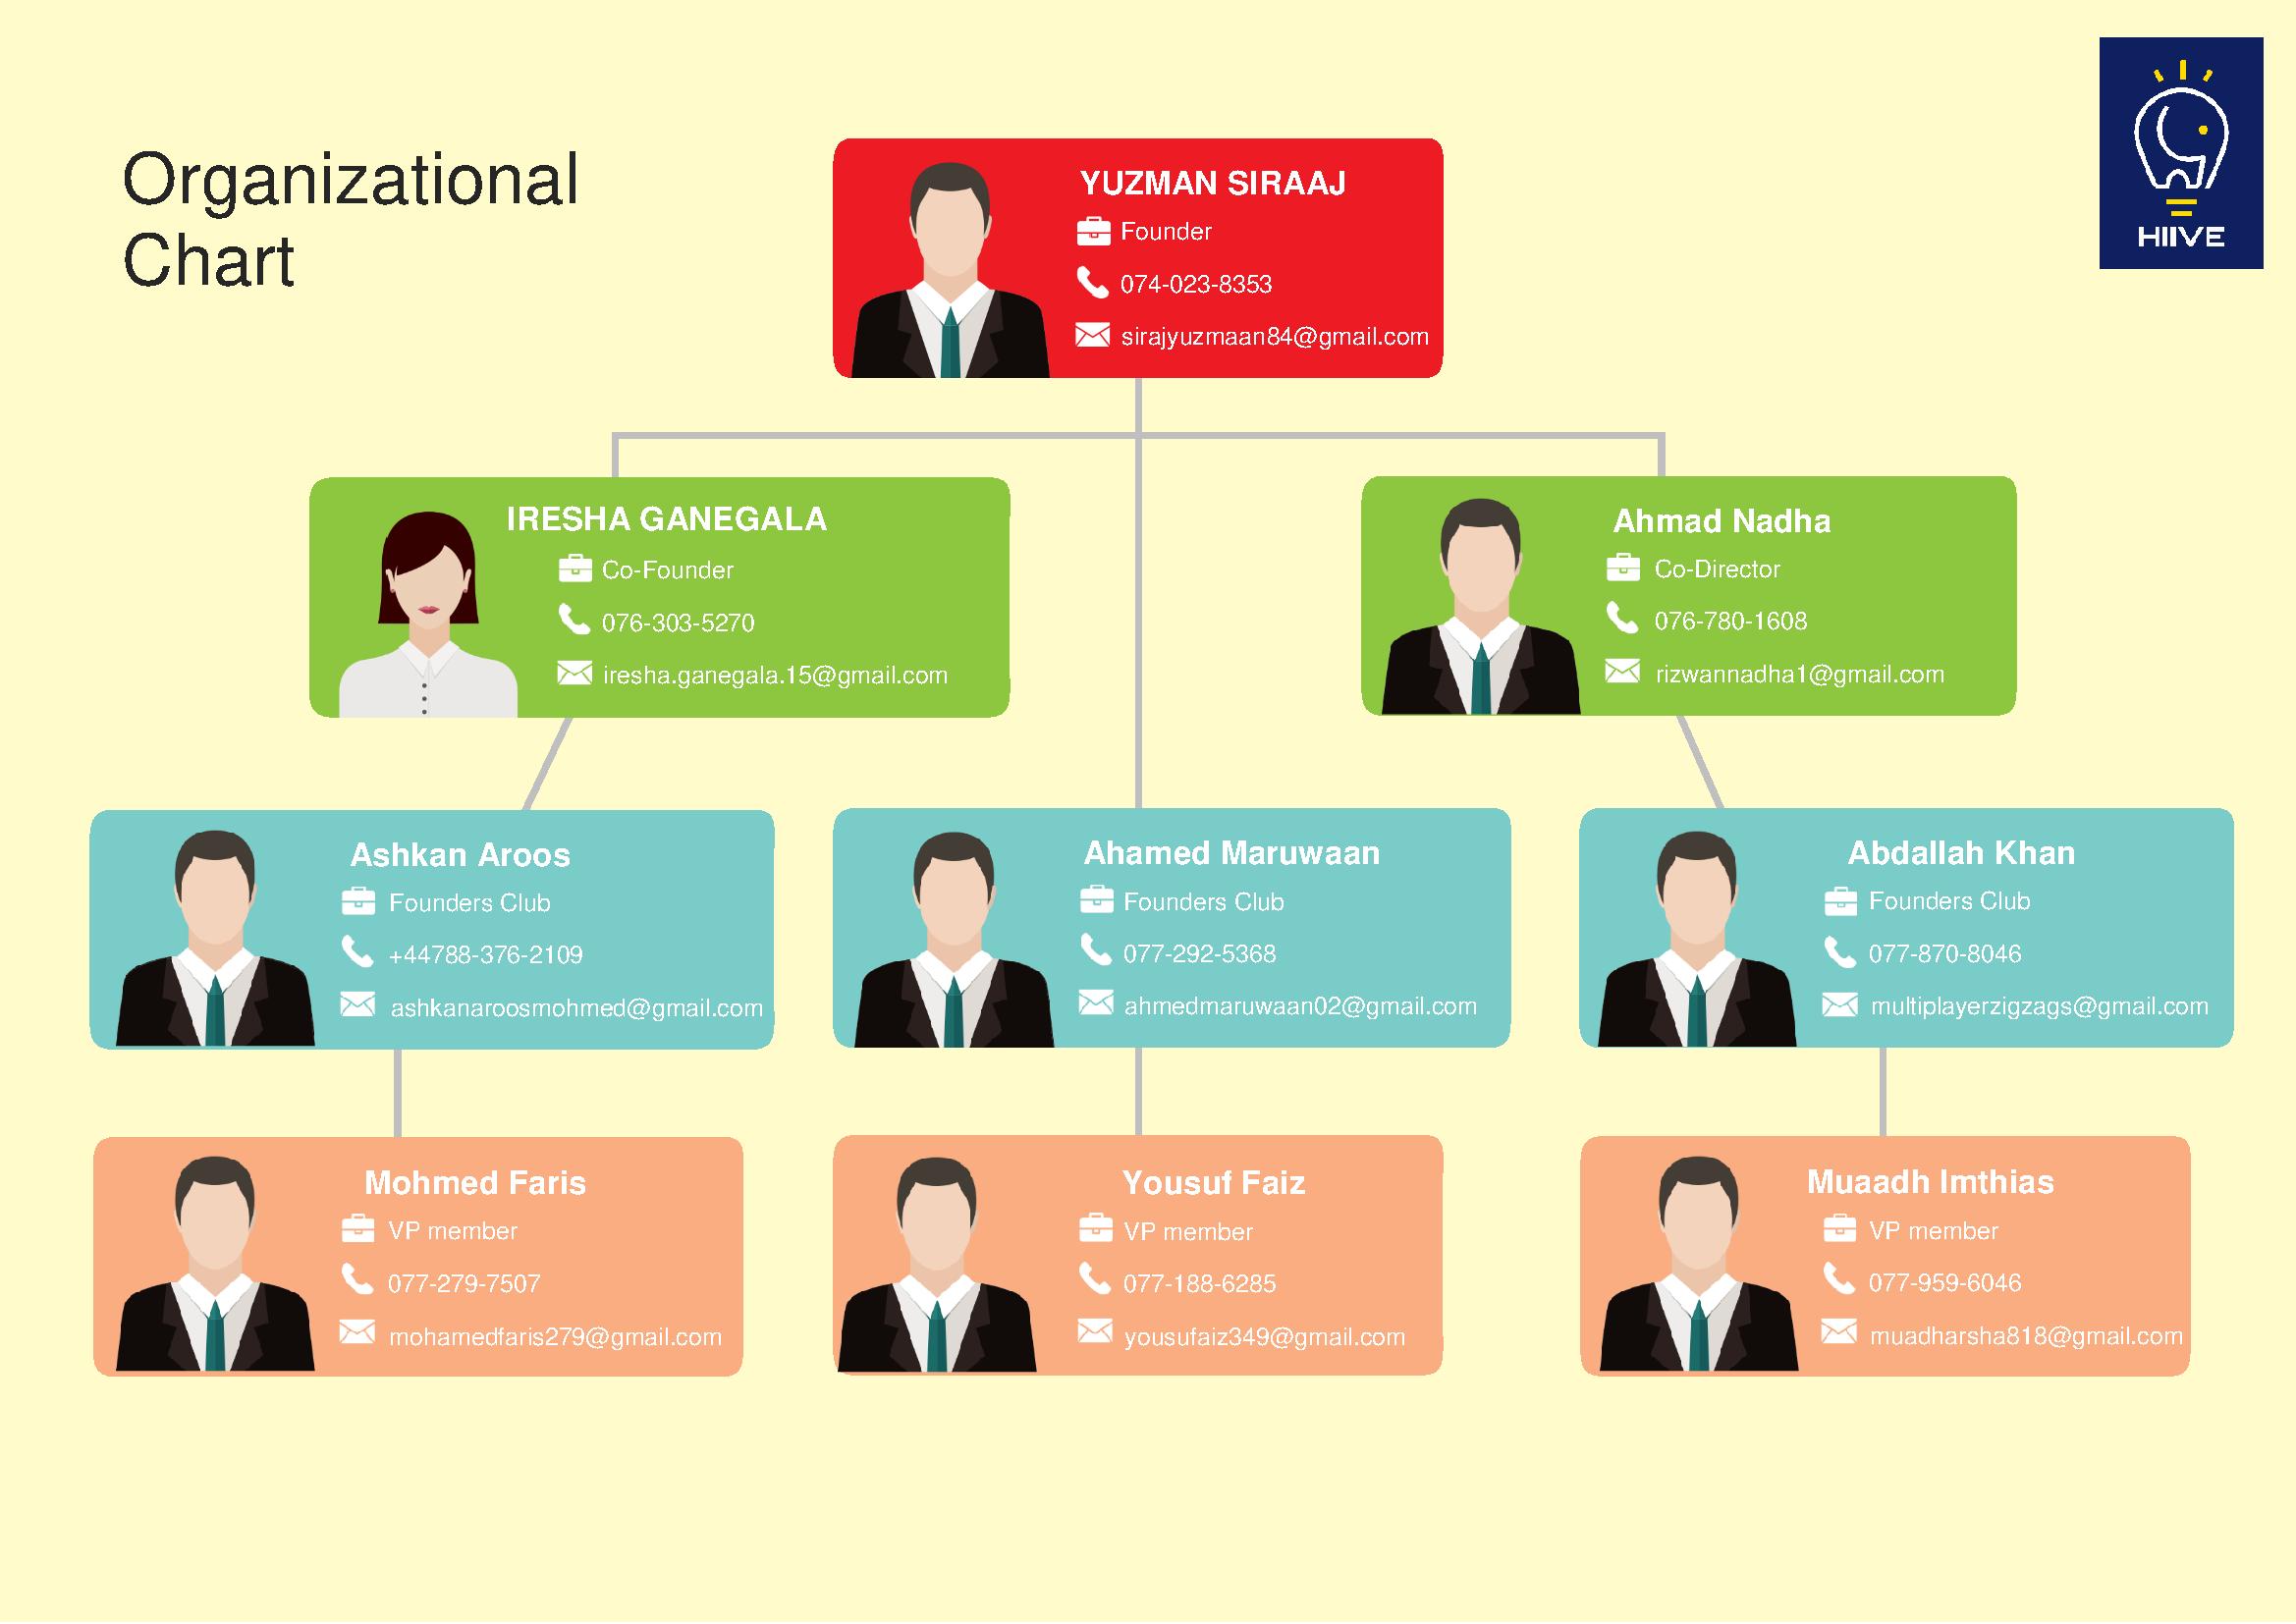 Organizational
Chart
HIIVE
YUZMAN SIRAAJ
Founder
074-023-8353
sirajyuzmaan84@gmail.com
IRESHA GANEGALA
Co-Founder
076-303-5270
iresha.ganegala.15@gmail.com
Ahmad Nadha
Co-Director
076-780-1608
rizwannadha1@gmail.com
Ashkan Aroos
Founders Club
+44788-376-2109
ashkanaroosmohmed@gmail.com
Ahamed Maruwaan
Founders Club
077-292-5368
ahmedmaruwaan02@gmail.com
Abdallah Khan
Founders Club
077-870-8046
multiplayerzigzags@gmail.com
Mohmed Faris
VP member
077-279-7507
mohamedfaris279@gmail.com
Yousuf Faiz
VP member
077-188-6285
yousufaiz349@gmail.com
Muaadh Imthias
VP member
077-959-6046
muadharsha818@gmail.com